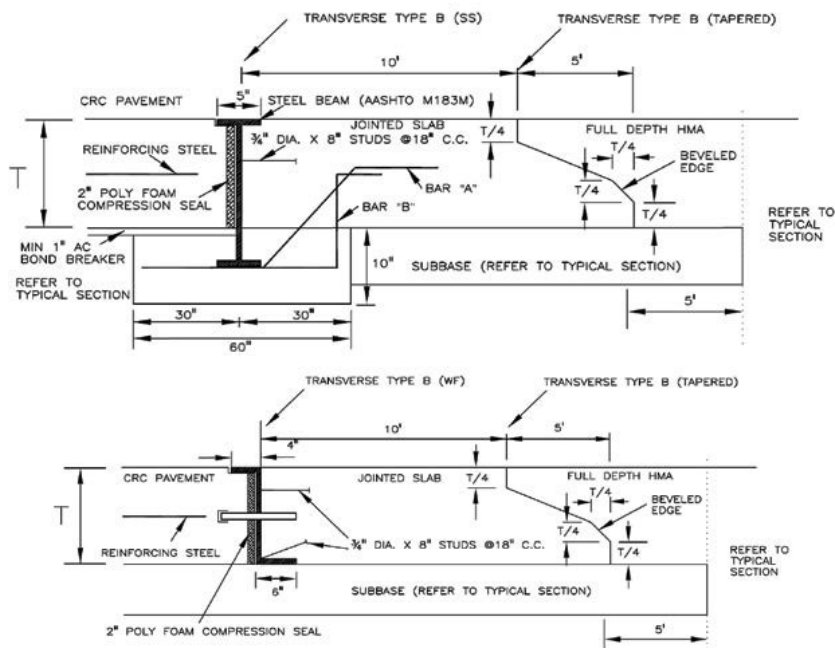 TRANSVERSE TYPE B (SS)
TRANSVERSE TYPE B (TAPERED)
10'
5'
5"
CRC PAVEMENT
STEEL BEAM (AASHTO M183M)
JOINTED SLAB
T/4
FULL DEPTH HMA
T
REINFORCING STEEL
¾" DIA. X 8" STUDS @18" C.C.
T/4
BEVELED
EDGE
2" POLY FOAM
COMPRESSION SEAL
BAR "A"
BAR "B"
T/4
T/4
REFER TO
TYPICAL
SECTION
MIN 1" AC
BOND BREAKER
REFER TO
TYPICAL SECTION
10"
SUBBASE (REFER TO TYPICAL SECTION)
30"
30"
5'
60"
TRANSVERSE TYPE B (WF)
TRANSVERSE TYPE B (TAPERED)
10'
5'
4"
CRC PAVEMENT
JOINTED SLAB
T/4
FULL DEPTH HMA
T/4
T
BEVELED
EDGE
T/4
REINFORCING STEEL
¾" DIA. X 8" STUDS @18" C.C.
T/4
REFER TO
TYPICAL
SECTION
6"
SUBBASE (REFER TO TYPICAL SECTION)
2" POLY FOAM COMPRESSION SEAL
5'